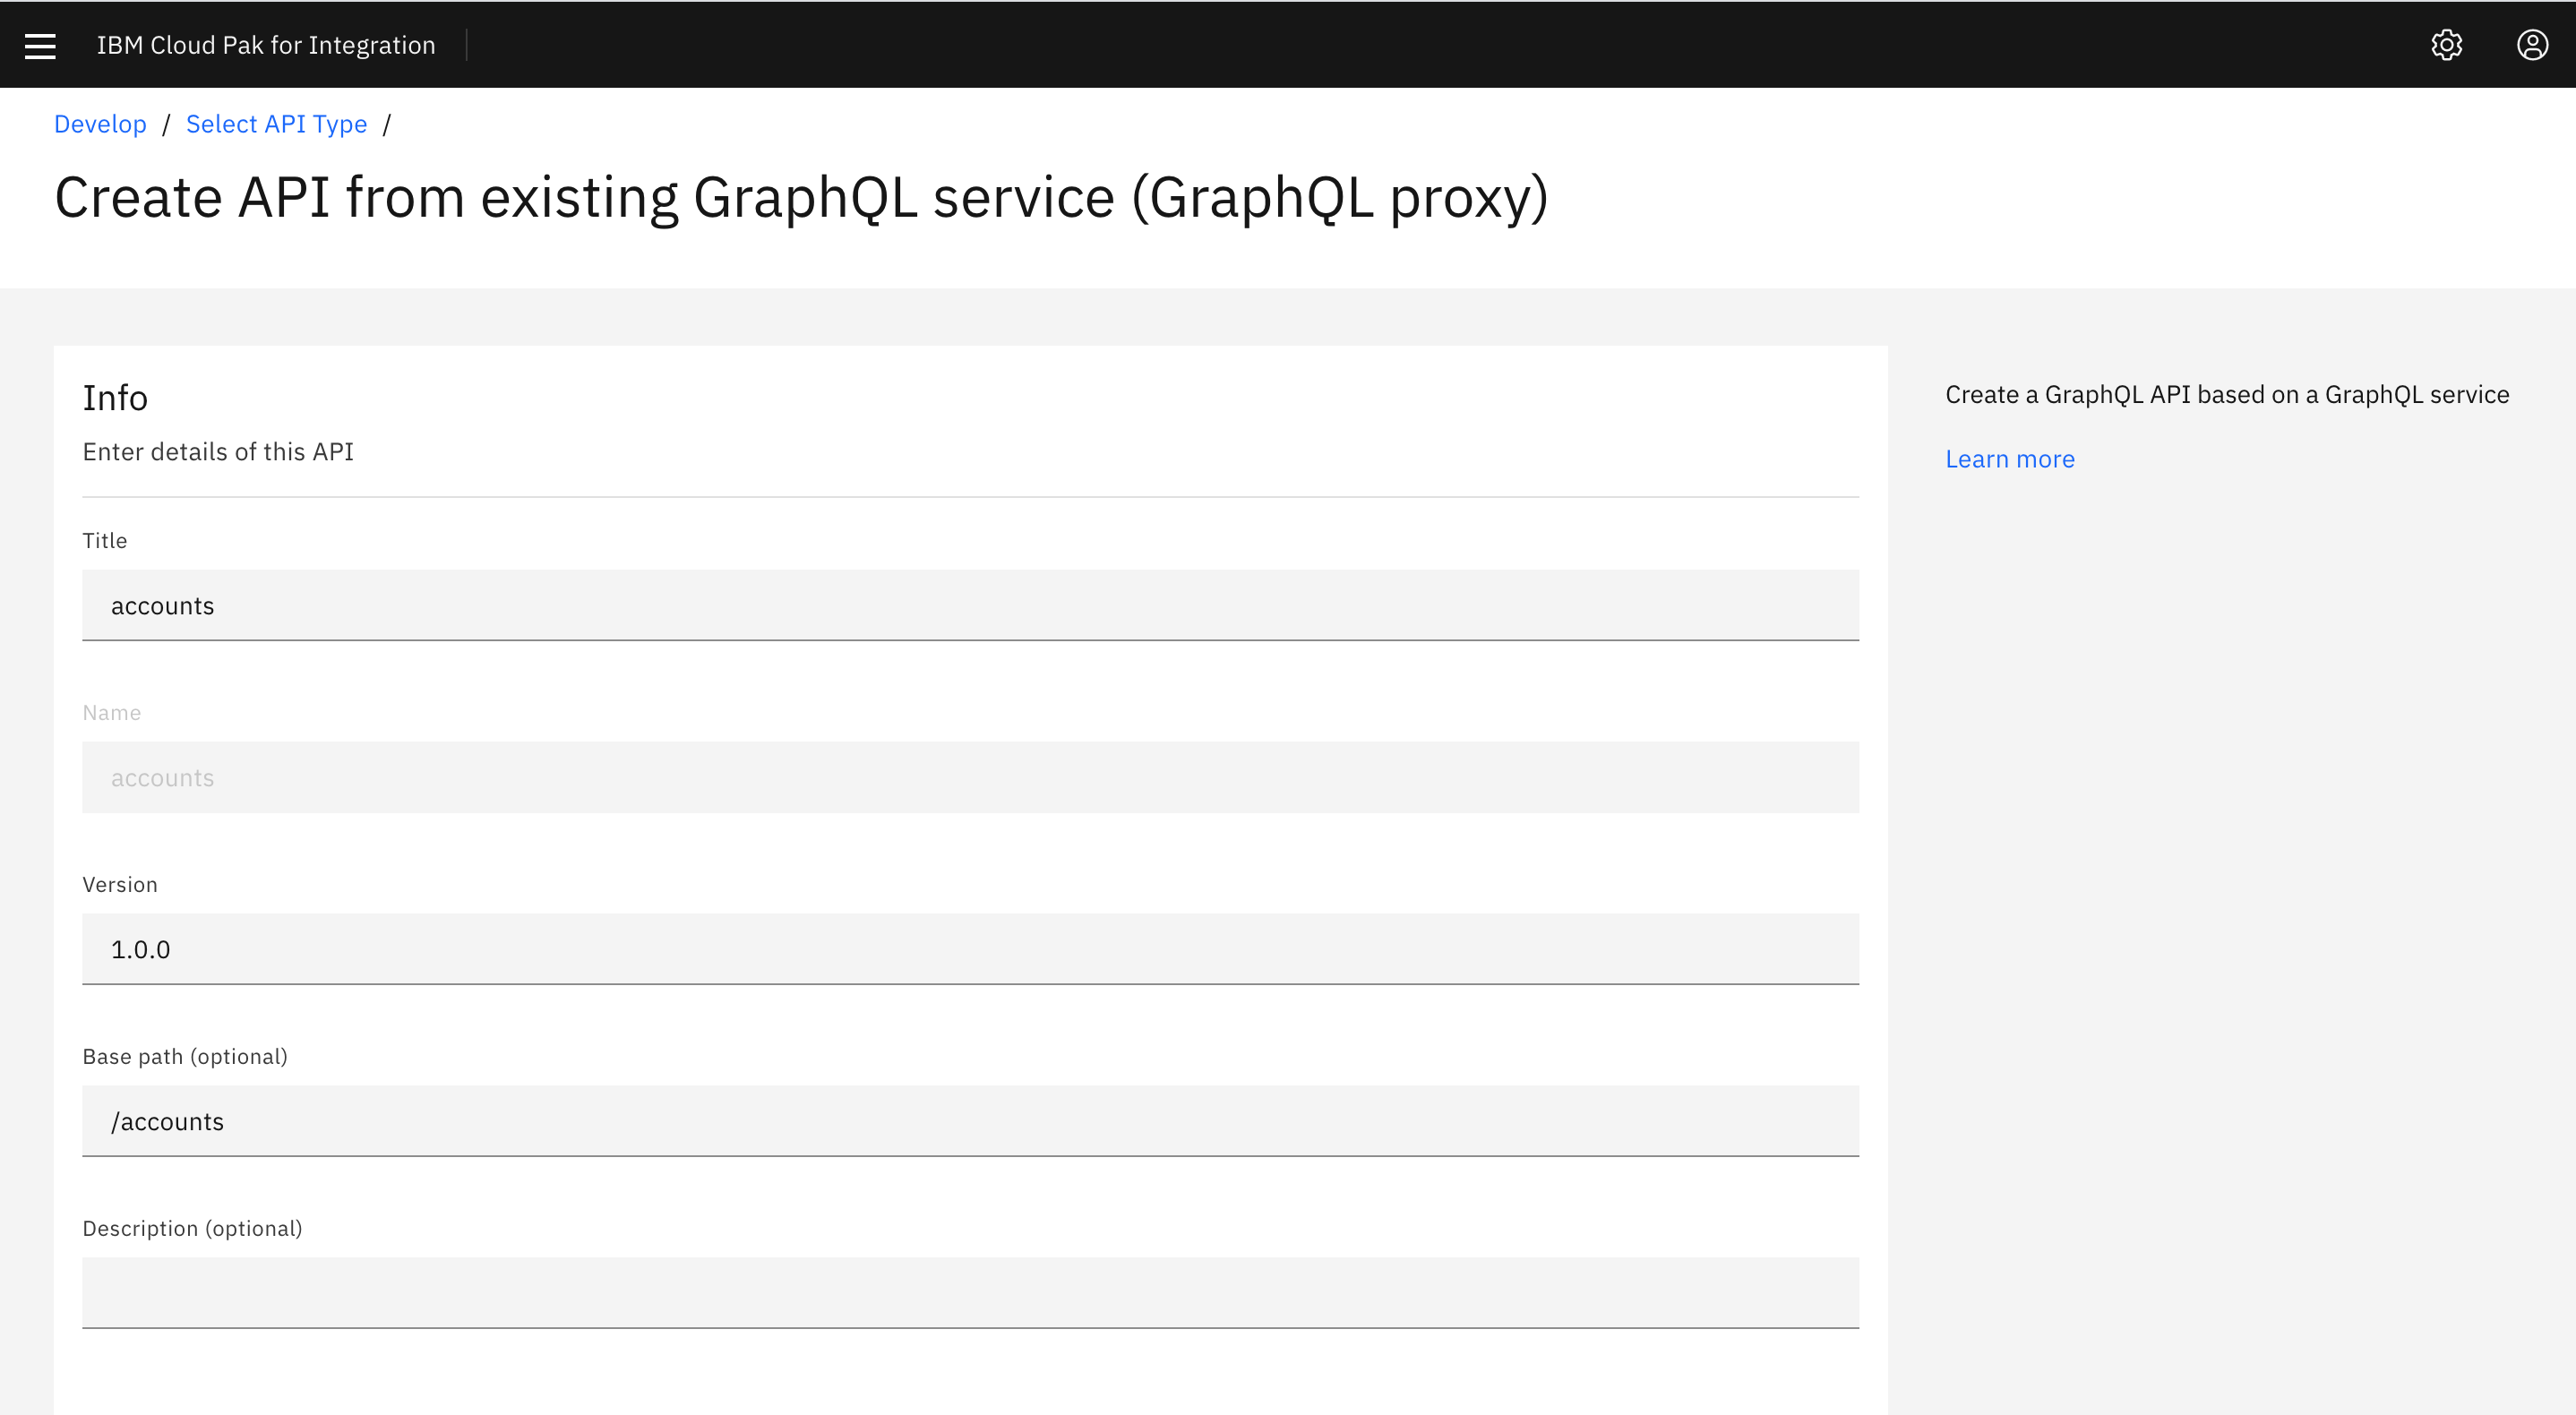 IBM Cloud Pak for Integration
Develop / Select API Type /
Create API from existing GraphQL service (GraphQL proxy)
Info
Enter details of this API
Title
accounts
Name
accounts
Version
1.0.0
Base path (optional)
/accounts
Description (optional)
Create a GraphQL API based on a GraphQL service
Learn more